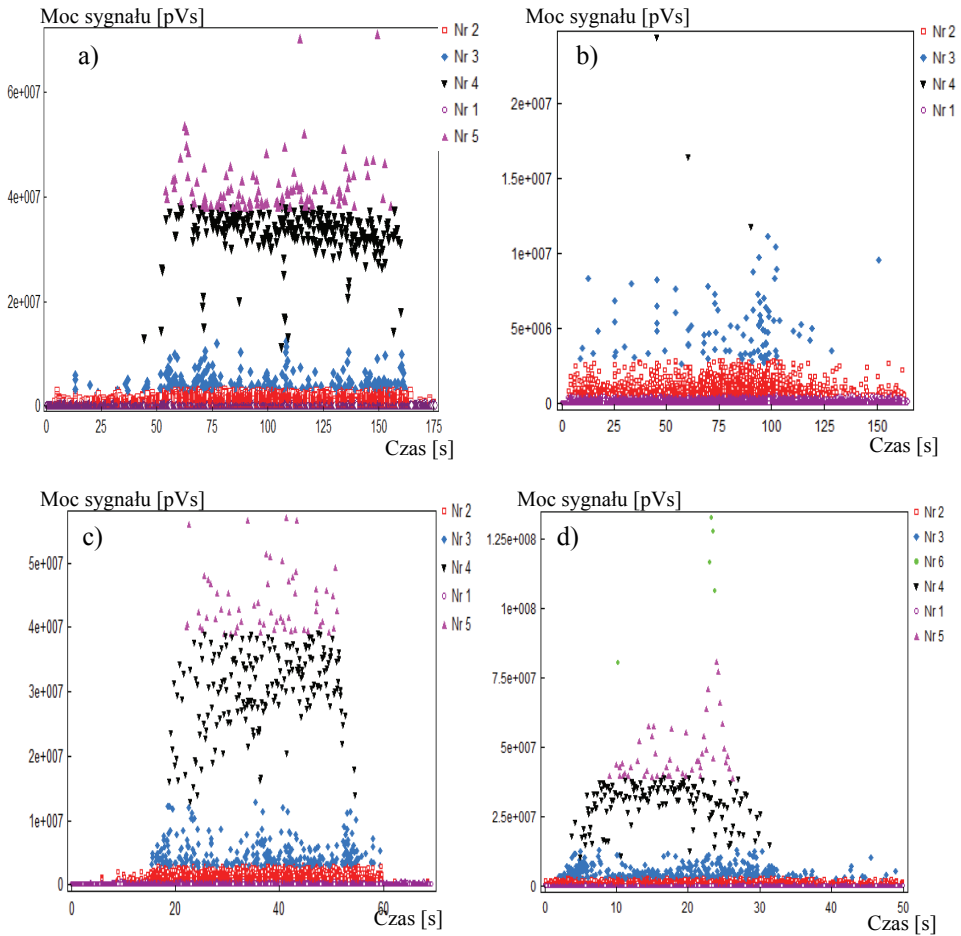 Moc sygnału [pVs]
a)
Nr 2
Nr 3
Nr 4
Nr 1
Nr 5
6e+007
4e+007
2e+007
0
0 25 50 75 100 125 150 175
Czas [s]
Moc sygnału [pVs]
b)
Nr 2
Nr 3
Nr 4
Nr 1
2e+007
1.5e+007
1e+007
5e+006
0
0 25 50 75 100 125 150
Czas [s]
Moc sygnału [pVs]
c)
Nr 2
Nr 3
Nr 4
Nr 1
Nr 5
5e+007
4e+007
3e+007
2e+007
1e+007
0
0 20 40 60
Czas [s]
Moc sygnału [pVs]
d)
Nr 2
Nr 3
Nr 6
Nr 4
Nr 1
Nr 5
1.25e+008
1e+008
7.5e+007
5e+007
2.5e+007
0
0 10 20 30 40 50
Czas [s]